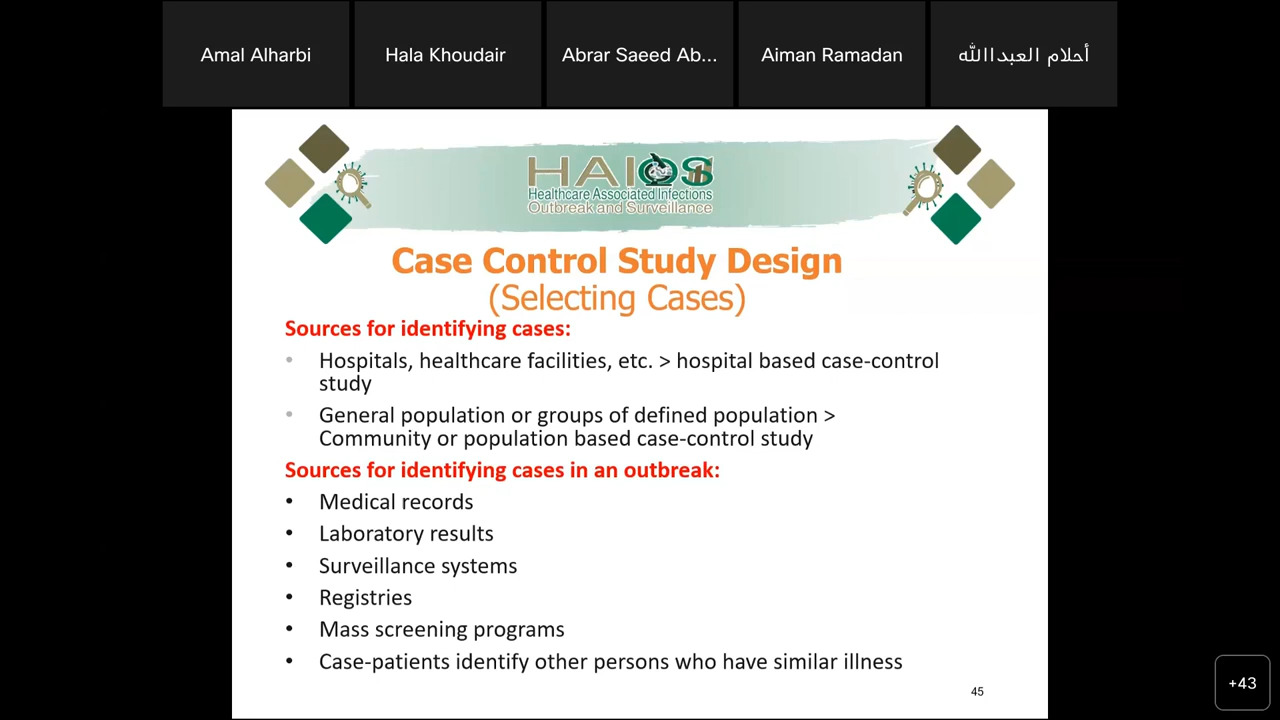 Amal Alharbi
Hala Khoudair
Abrar Saeed Ab...
Aiman Ramadan
أحلام العبداالله
HAIOS
Healthcare Associated Infections
Outbreak and Surveillance
Case Control Study Design
(Selecting Cases)
Sources for identifying cases:
• Hospitals, healthcare facilities, etc. > hospital based case-control
study
• General population or groups of defined population >
Community or population based case-control study
Sources for identifying cases in an outbreak:
• Medical records
• Laboratory results
• Surveillance systems
• Registries
• Mass screening programs
• Case-patients identify other persons who have similar illness
45
+43